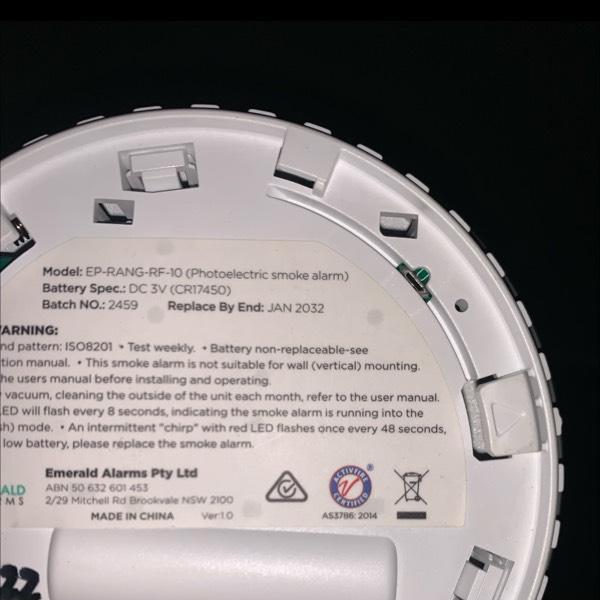 Model: EP-RANG-RF-10 (Photoelectric smoke alarm)
Battery Spec.: DC 3V (CR17450)
Batch NO.: 2459 Replace By End: JAN 2032
WARNING:
nd pattern: ISO8201 • Test weekly. • Battery non-replaceable-see
tion manual. • This smoke alarm is not suitable for wall (vertical) mounting.
he users manual before installing and operating.
vacuum, cleaning the outside of the unit each month, refer to the user manual.
ED will flash every 8 seconds, indicating the smoke alarm is running into the
sh) mode. • An intermittent "chirp" with red LED flashes once every 48 seconds,
low battery, please replace the smoke alarm.
Emerald Alarms Pty Ltd
ABN 50 632 601 453
2/29 Mitchell Rd Brookvale NSW 2100
MADE IN CHINA Ver:1.0
ALD
RMS
ACTIVFIRE CERTIFIED ®
AS3786: 2014
22